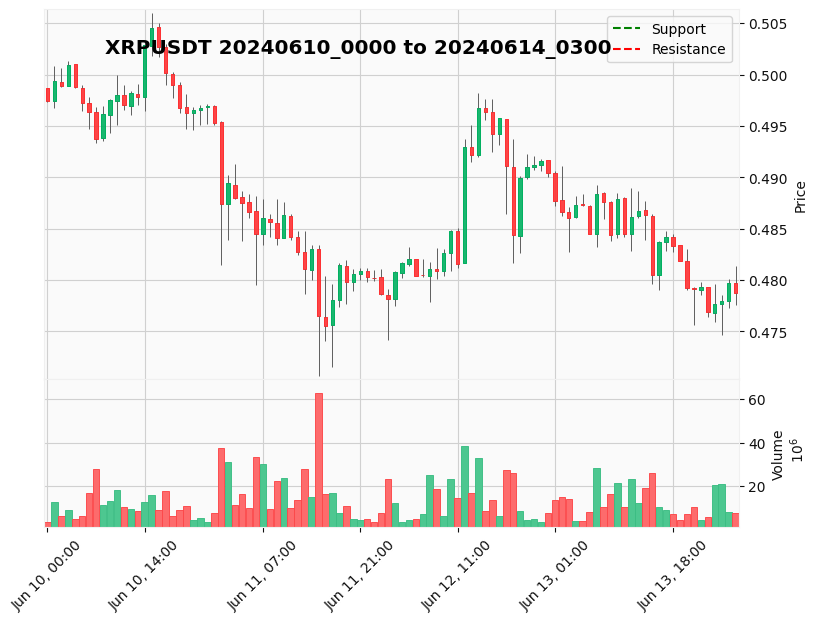 XRPUSDT 20240610_0000 to 20240614_0300
Support
Resistance
0.505
0.500
0.495
0.490
0.485
0.480
0.475
Price
60
40
20
Volume
10^6
Jun 10, 00:00
Jun 10, 14:00
Jun 11, 07:00
Jun 11, 21:00
Jun 12, 11:00
Jun 13, 01:00
Jun 13, 18:00